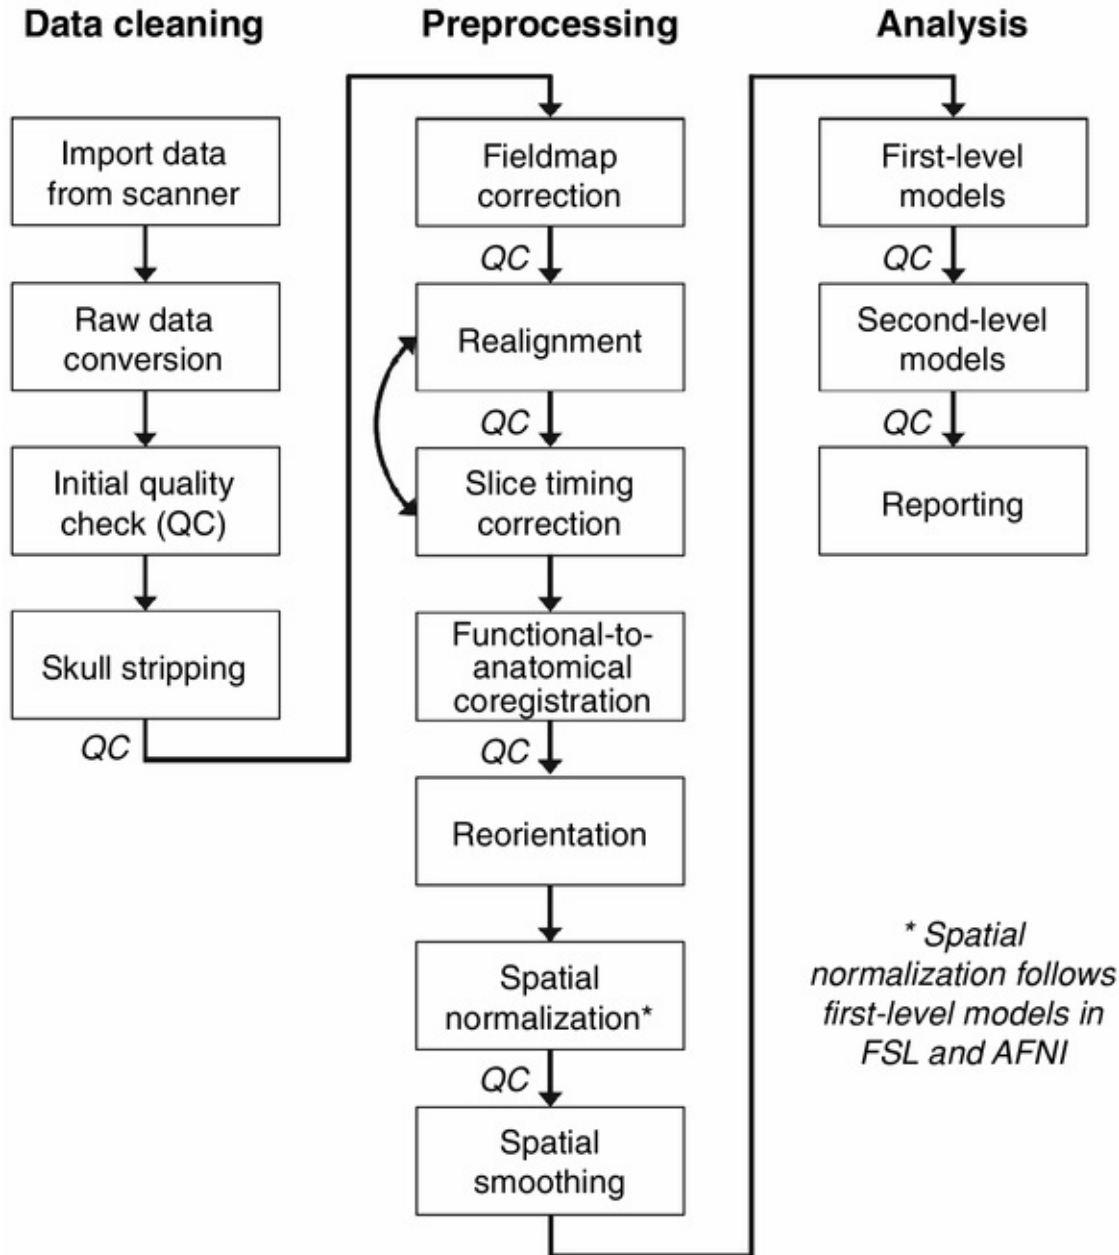 Data cleaning
Import data
from scanner
Raw data
conversion
Initial quality
check (QC)
Skull stripping
QC
Preprocessing
Fieldmap
correction
QC
Realignment
QC
Slice timing
correction
Functional-to-
anatomical
coregistration
QC
Reorientation
Spatial
normalization*
QC
Spatial
smoothing
Analysis
First-level
models
QC
Second-level
models
QC
Reporting
* Spatial
normalization follows
first-level models in
FSL and AFNI